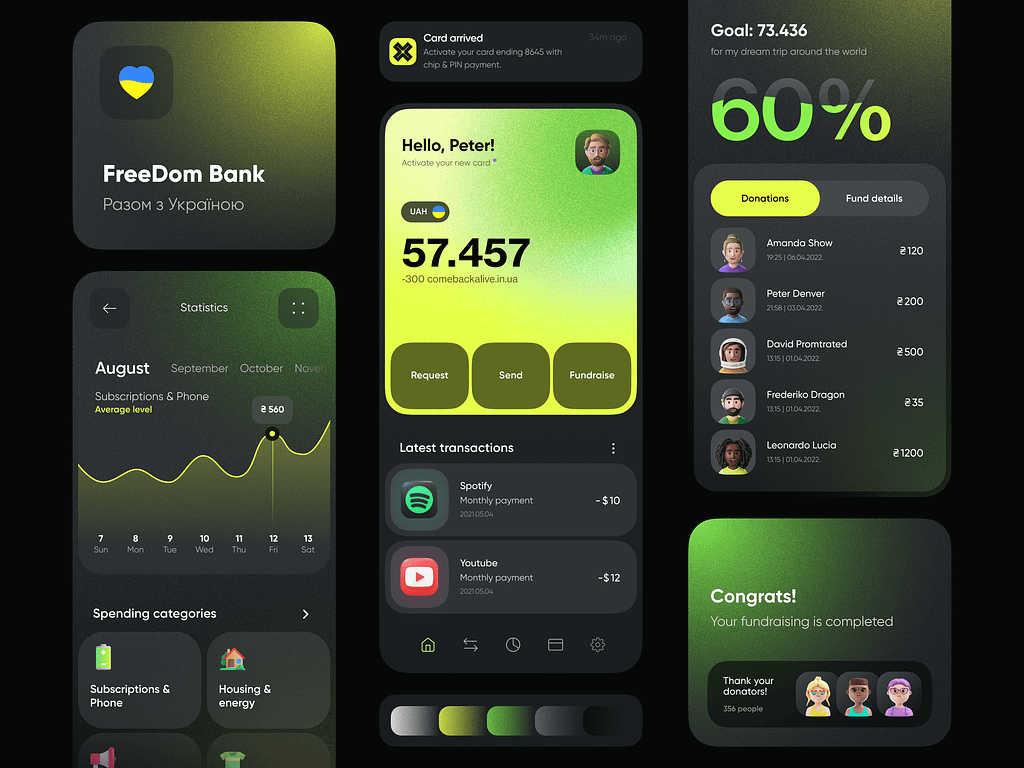 FreeDom Bank
Разом з Україною
Statistics
August September October Nove
Subscriptions & Phone
Average level
₴ 560
7 8 9 10 11 12 13
Sun Mon Tue Wed Thu Fri Sat
Spending categories
Subscriptions &
Phone
Housing &
energy
Card arrived
34m ago
Activate your card ending 8645 with
chip & PIN payment.
Hello, Peter!
Activate your new card
UAH
57.457
-300 comebackalive.in.ua
Request
Send
Fundraise
Latest transactions
Spotify
Monthly payment
2021.05.04
-$10
Youtube
Monthly payment
2021.05.04
-$12
Goal: 73.436
for my dream trip around the world
60%
Donations
Fund details
Amanda Show
19:25 | 06.04.2022.
₴120
Peter Denver
21:58 | 03.04.2022.
₴200
David Promtrated
13:15 | 01.04.2022.
₴500
Frederiko Dragon
13:15 | 01.04.2022.
₴35
Leonardo Lucia
13:15 | 01.04.2022.
₴1200
Congrats!
Your fundraising is completed
Thank your
donators!
356 people